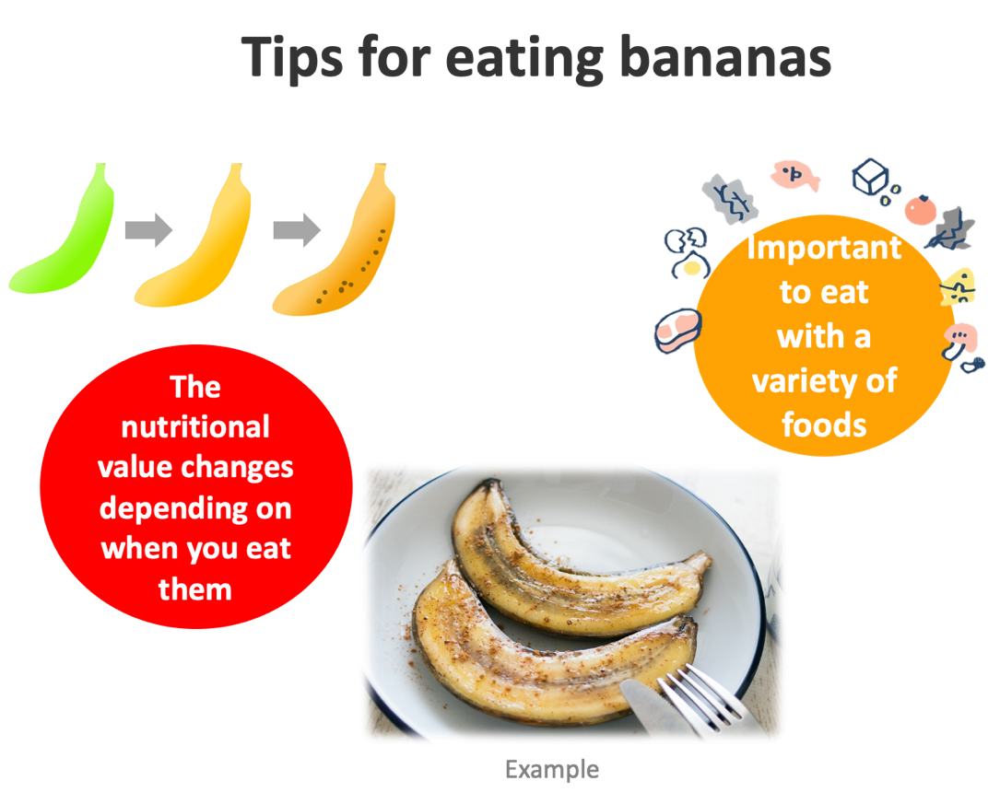 Tips for eating bananas
The
nutritional
value changes
depending on
when you eat
them
Important
to eat
with a
variety of
foods
Example